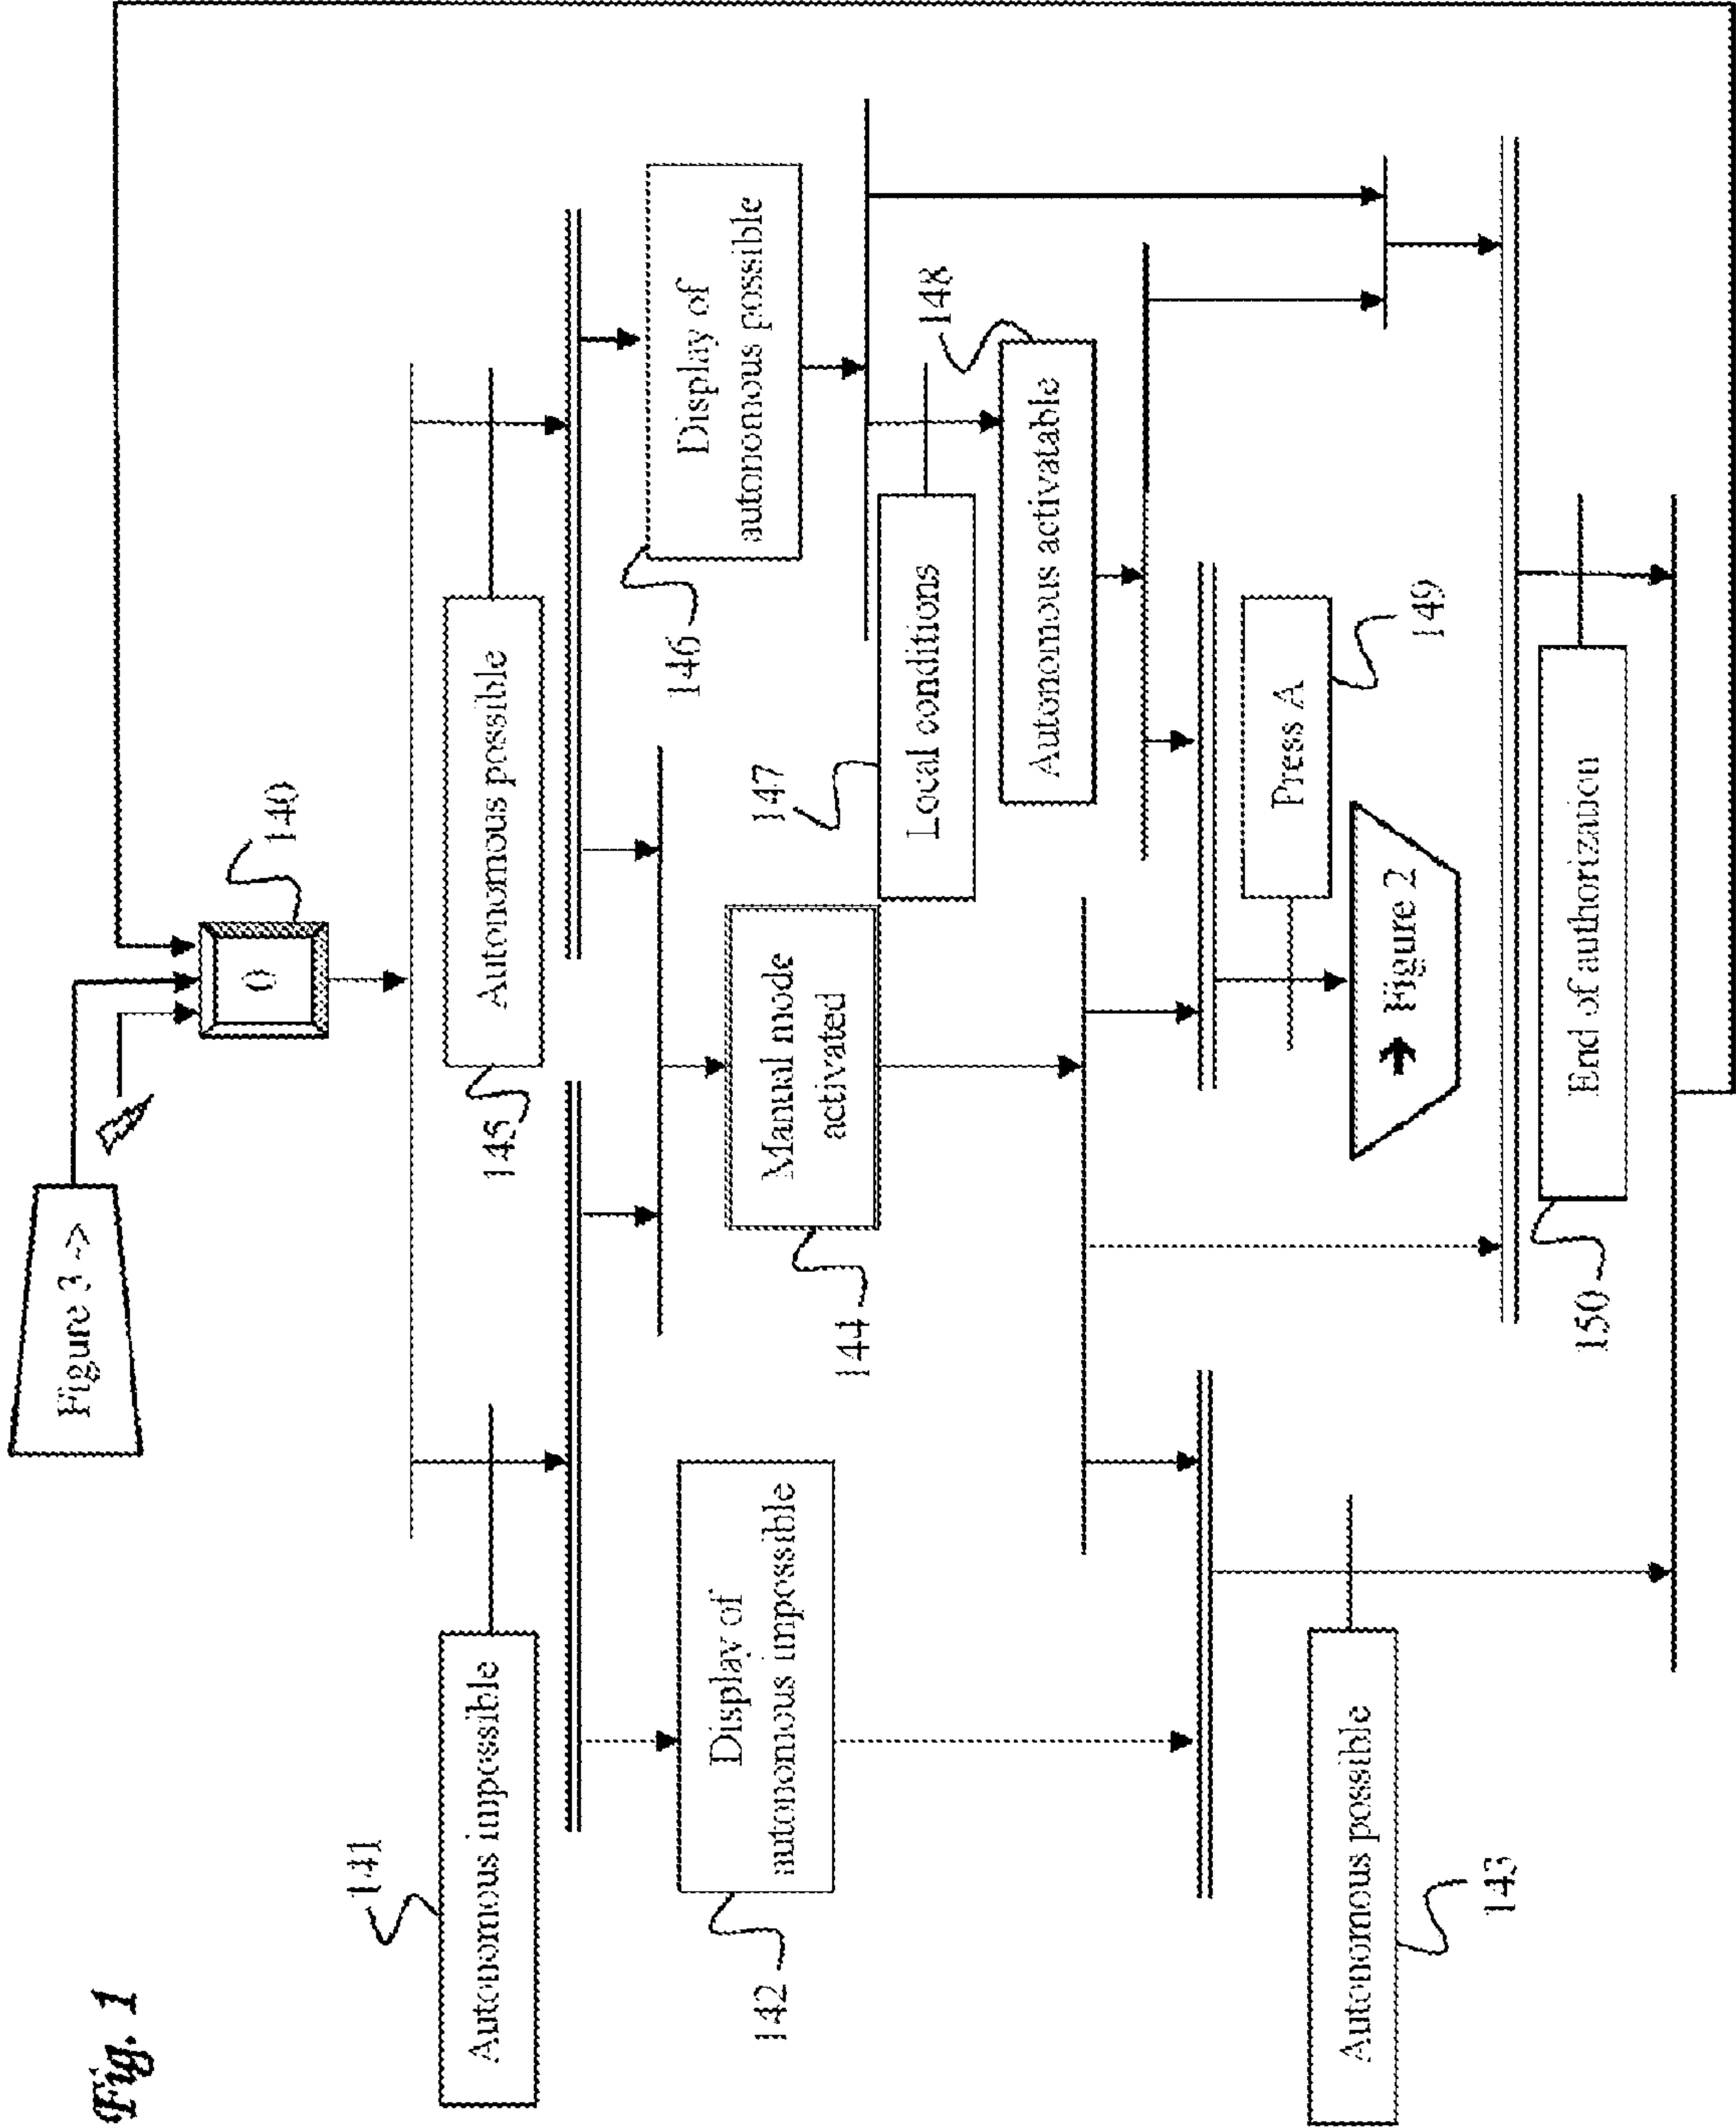 Fig. 1
Figure 3 ->
0
140
141
Autonomous impossible
145
Autonomous possible
142
Display of
autonomous impossible
144
Manual mode
activated
146
Display of
autonomous possible
147
Local conditions
148
Autonomous activatable
149
Press A
143
Autonomous possible
➔ Figure 2
150
End of authorization